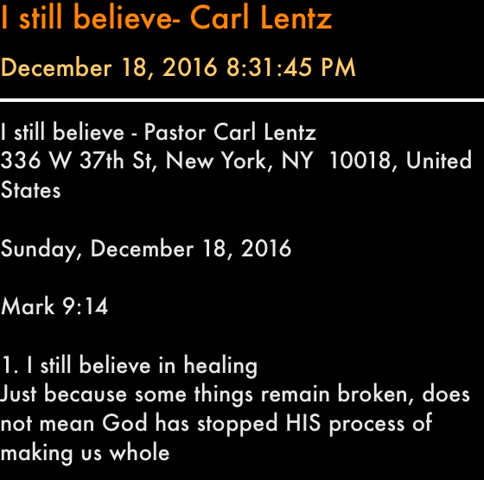 I still believe- Carl Lentz
December 18, 2016 8:31:45 PM
I still believe - Pastor Carl Lentz
336 W 37th St, New York, NY  10018, United
States
Sunday, December 18, 2016
Mark 9:14
1. I still believe in healing
Just because some things remain broken, does
not mean God has stopped HIS process of
making us whole